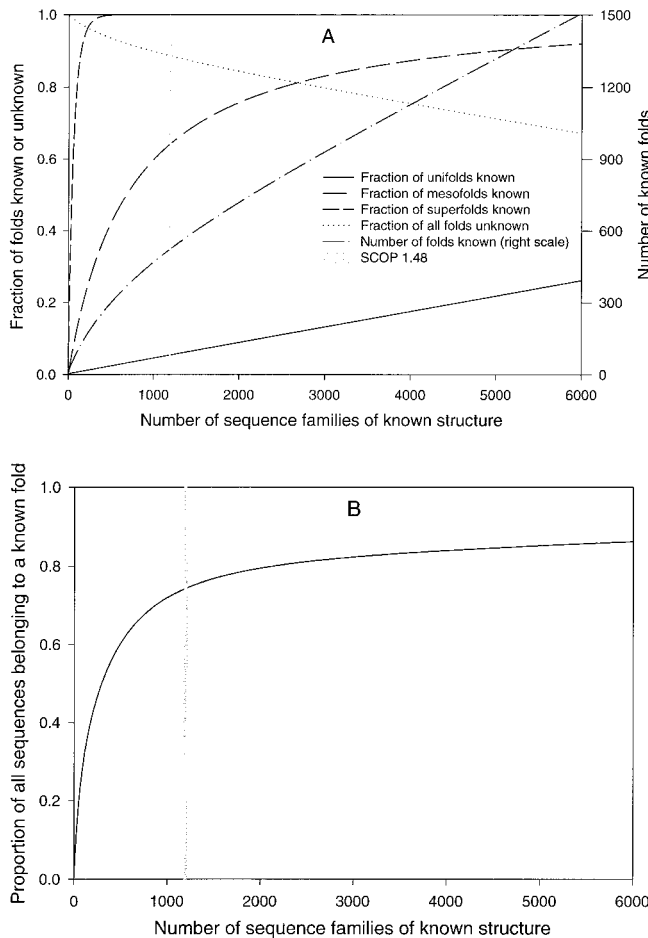 A
1.0
0.8
0.6
0.4
0.2
0.0
Fraction of folds known or unknown
1500
1200
900
600
300
0
Number of known folds
Fraction of unifolds known
Fraction of mesofolds known
Fraction of superfolds known
Fraction of all folds unknown
Number of folds known (right scale)
SCOP 1.48
0 1000 2000 3000 4000 5000 6000
Number of sequence families of known structure
B
1.0
0.8
0.6
0.4
0.2
0.0
Proportion of all sequences belonging to a known fold
0 1000 2000 3000 4000 5000 6000
Number of sequence families of known structure